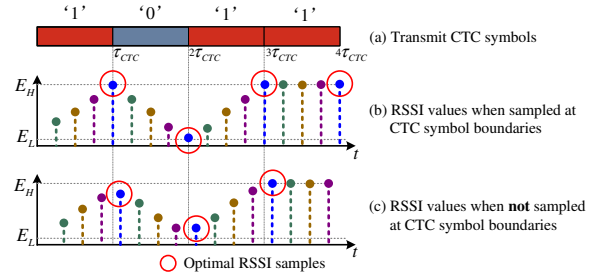 ‘1’ ‘0’ ‘1’ ‘1’
(a) Transmit CTC symbols
τCTC 2τCTC 3τCTC 4τCTC
EH
EL
t
(b) RSSI values when sampled at
CTC symbol boundaries
EH
EL
t
(c) RSSI values when not sampled
at CTC symbol boundaries
Optimal RSSI samples